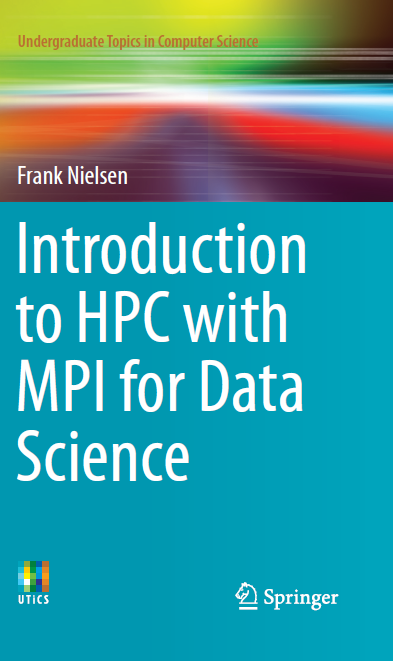 Undergraduate Topics in Computer Science
Frank Nielsen
Introduction
to HPC with
MPI for Data
Science
UTICS
Springer